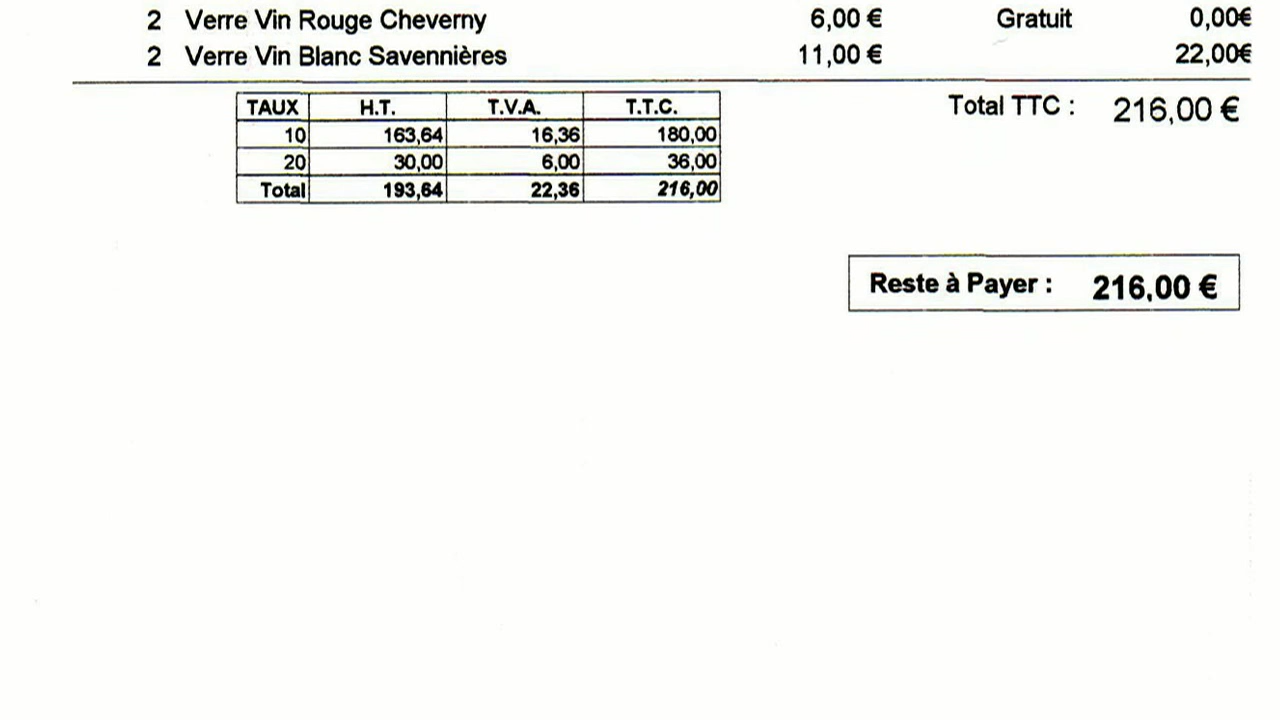 2 Verre Vin Rouge Cheverny 6,00 € Gratuit 0,00€
2 Verre Vin Blanc Savennières 11,00 € 22,00€
TAUX H.T. T.V.A. T.T.C. Total TTC : 216,00 €
10 163,64 16,36 180,00
20 30,00 6,00 36,00
Total 193,64 22,36 216,00
Reste à Payer : 216,00 €